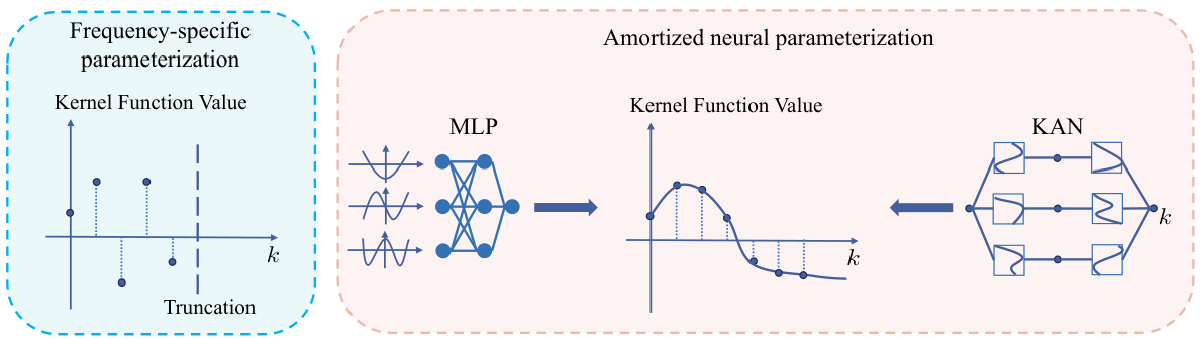 Frequency-specific
parameterization
Kernel Function Value
k
Truncation
Amortized neural parameterization
MLP
Kernel Function Value
k
KAN
k